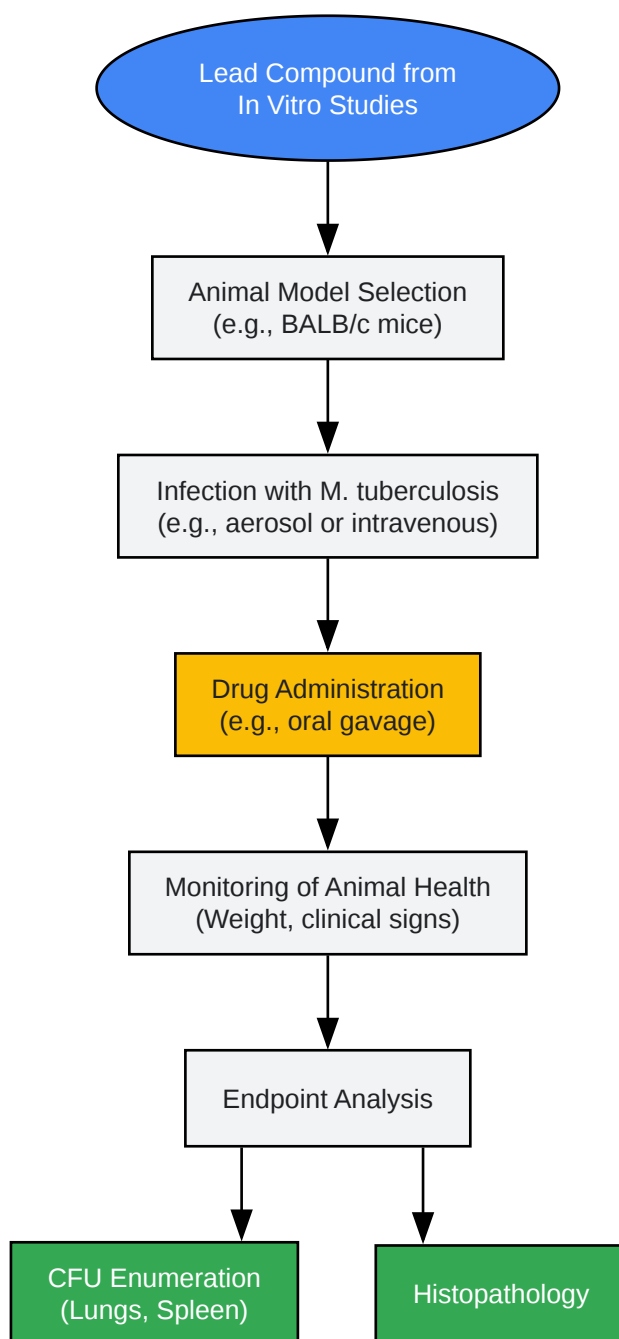 Lead Compound from
In Vitro Studies
Animal Model Selection
(e.g., BALB/c mice)
Infection with M. tuberculosis
(e.g., aerosol or intravenous)
Drug Administration
(e.g., oral gavage)
Monitoring of Animal Health
(Weight, clinical signs)
Endpoint Analysis
CFU Enumeration
(Lungs, Spleen)
Histopathology